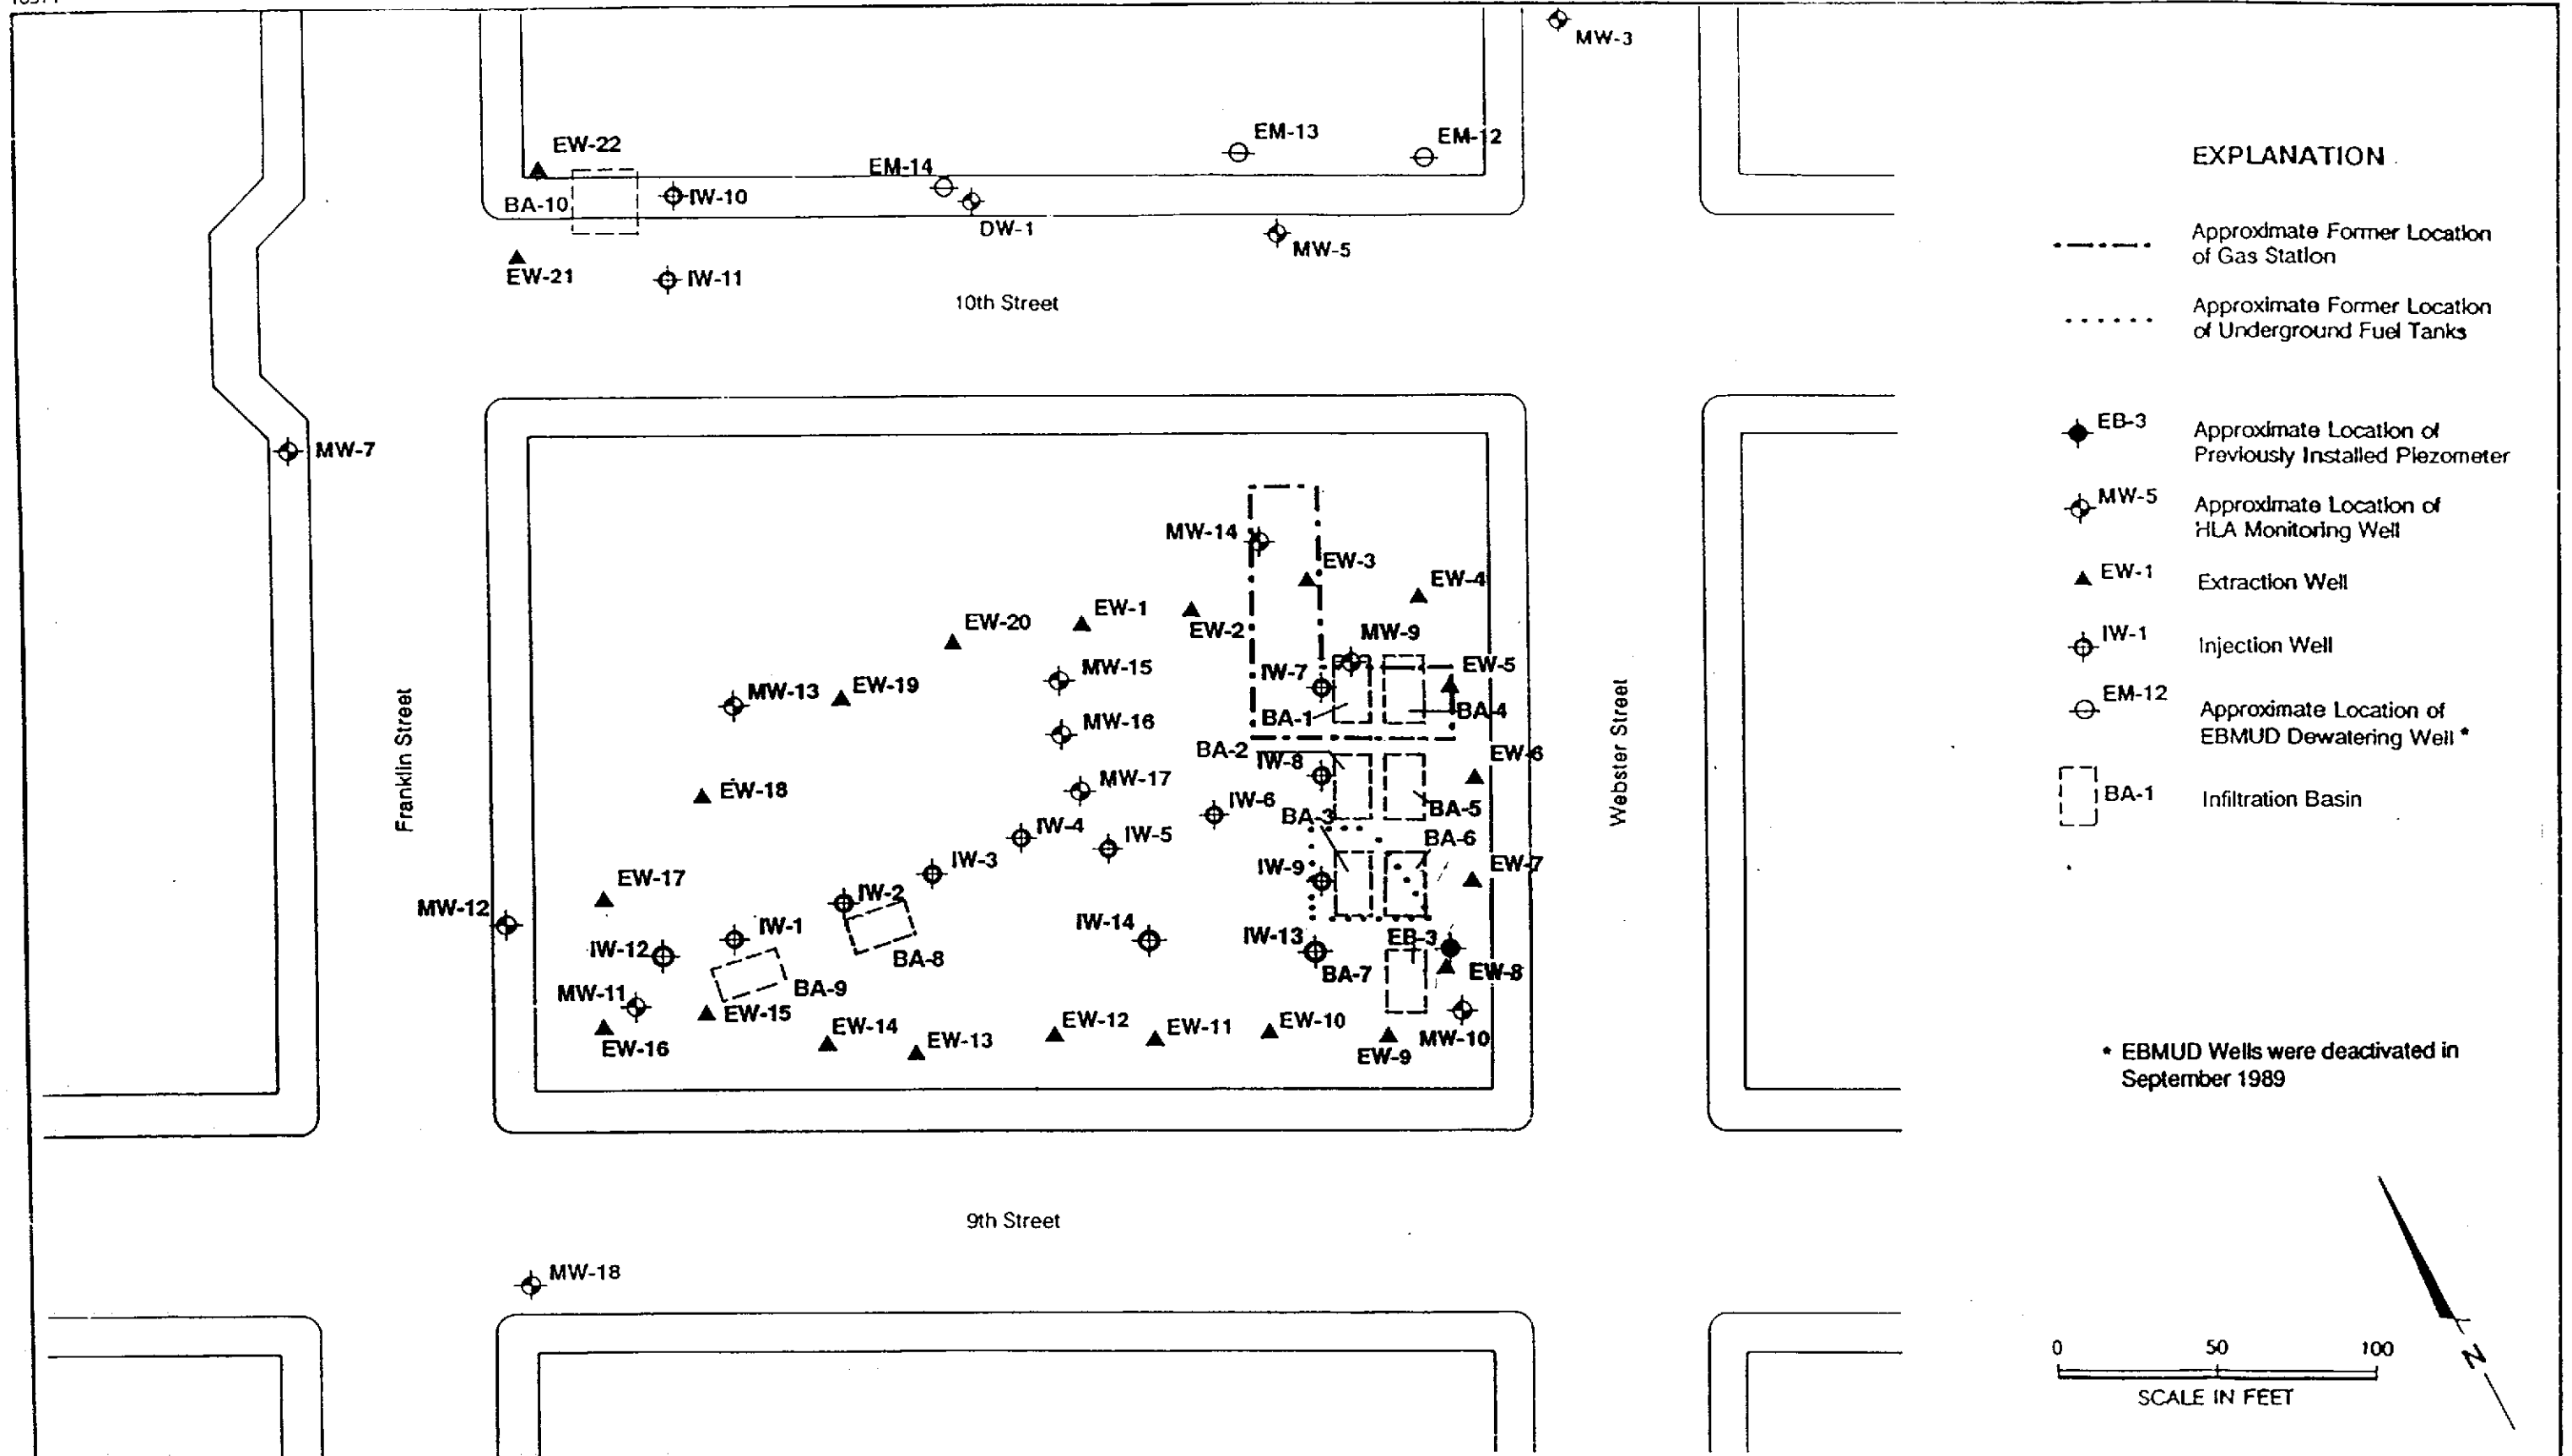 MW-3
EW-22
EM-13
EM-12
EM-14
BA-10
IW-10
DW-1
MW-5
EW-21
IW-11
10th Street
MW-7
MW-14
EW-3
EW-4
EW-1
EW-20
EW-2
MW-9
MW-15
IW-7
EW-5
MW-13
EW-19
BA-1
BA-4
MW-16
BA-2
IW-8
EW-6
MW-17
EW-18
IW-6
BA-3
BA-5
IW-4
IW-5
BA-6
IW-3
IW-9
EW-7
EW-17
IW-2
MW-12
IW-1
IW-14
IW-13
EB-3
IW-12
BA-8
BA-7
EW-8
BA-9
MW-11
EW-15
EW-14
EW-13
EW-12
EW-11
EW-10
EW-16
EW-9
MW-10
Franklin Street
Webster Street
9th Street
MW-18
EXPLANATION
Approximate Former Location
of Gas Station
Approximate Former Location
of Underground Fuel Tanks
EB-3
Approximate Location of
Previously Installed Piezometer
MW-5
Approximate Location of
HLA Monitoring Well
EW-1
Extraction Well
IW-1
Injection Well
EM-12
Approximate Location of
EBMUD Dewatering Well *
BA-1
Infiltration Basin
* EBMUD Wells were deactivated in
September 1989
N
0 50 100
SCALE IN FEET